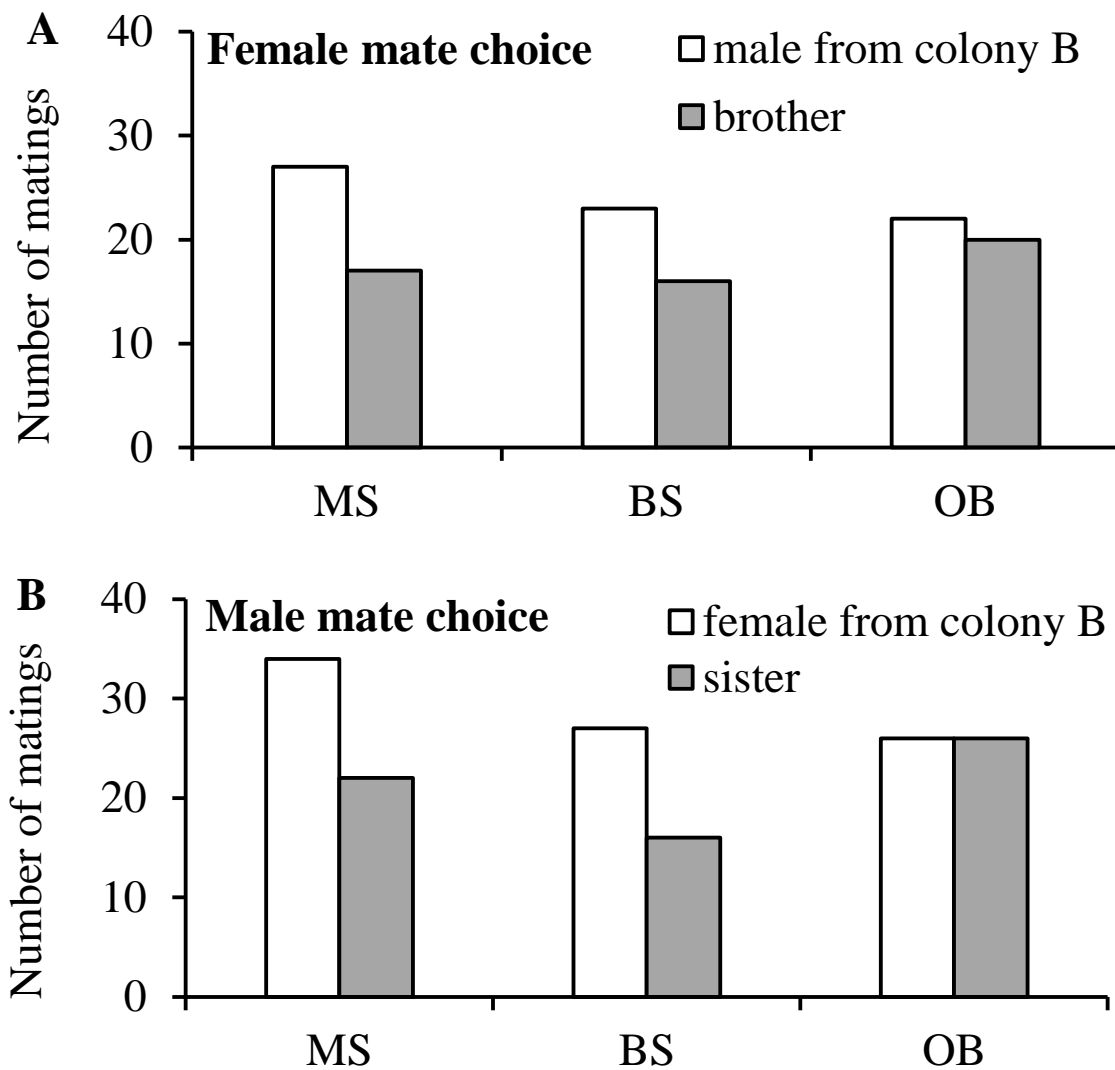 A
Female mate choice
male from colony B
brother
Number of matings
40
30
20
10
0
MS BS OB
B
Male mate choice
female from colony B
sister
Number of matings
40
30
20
10
0
MS BS OB